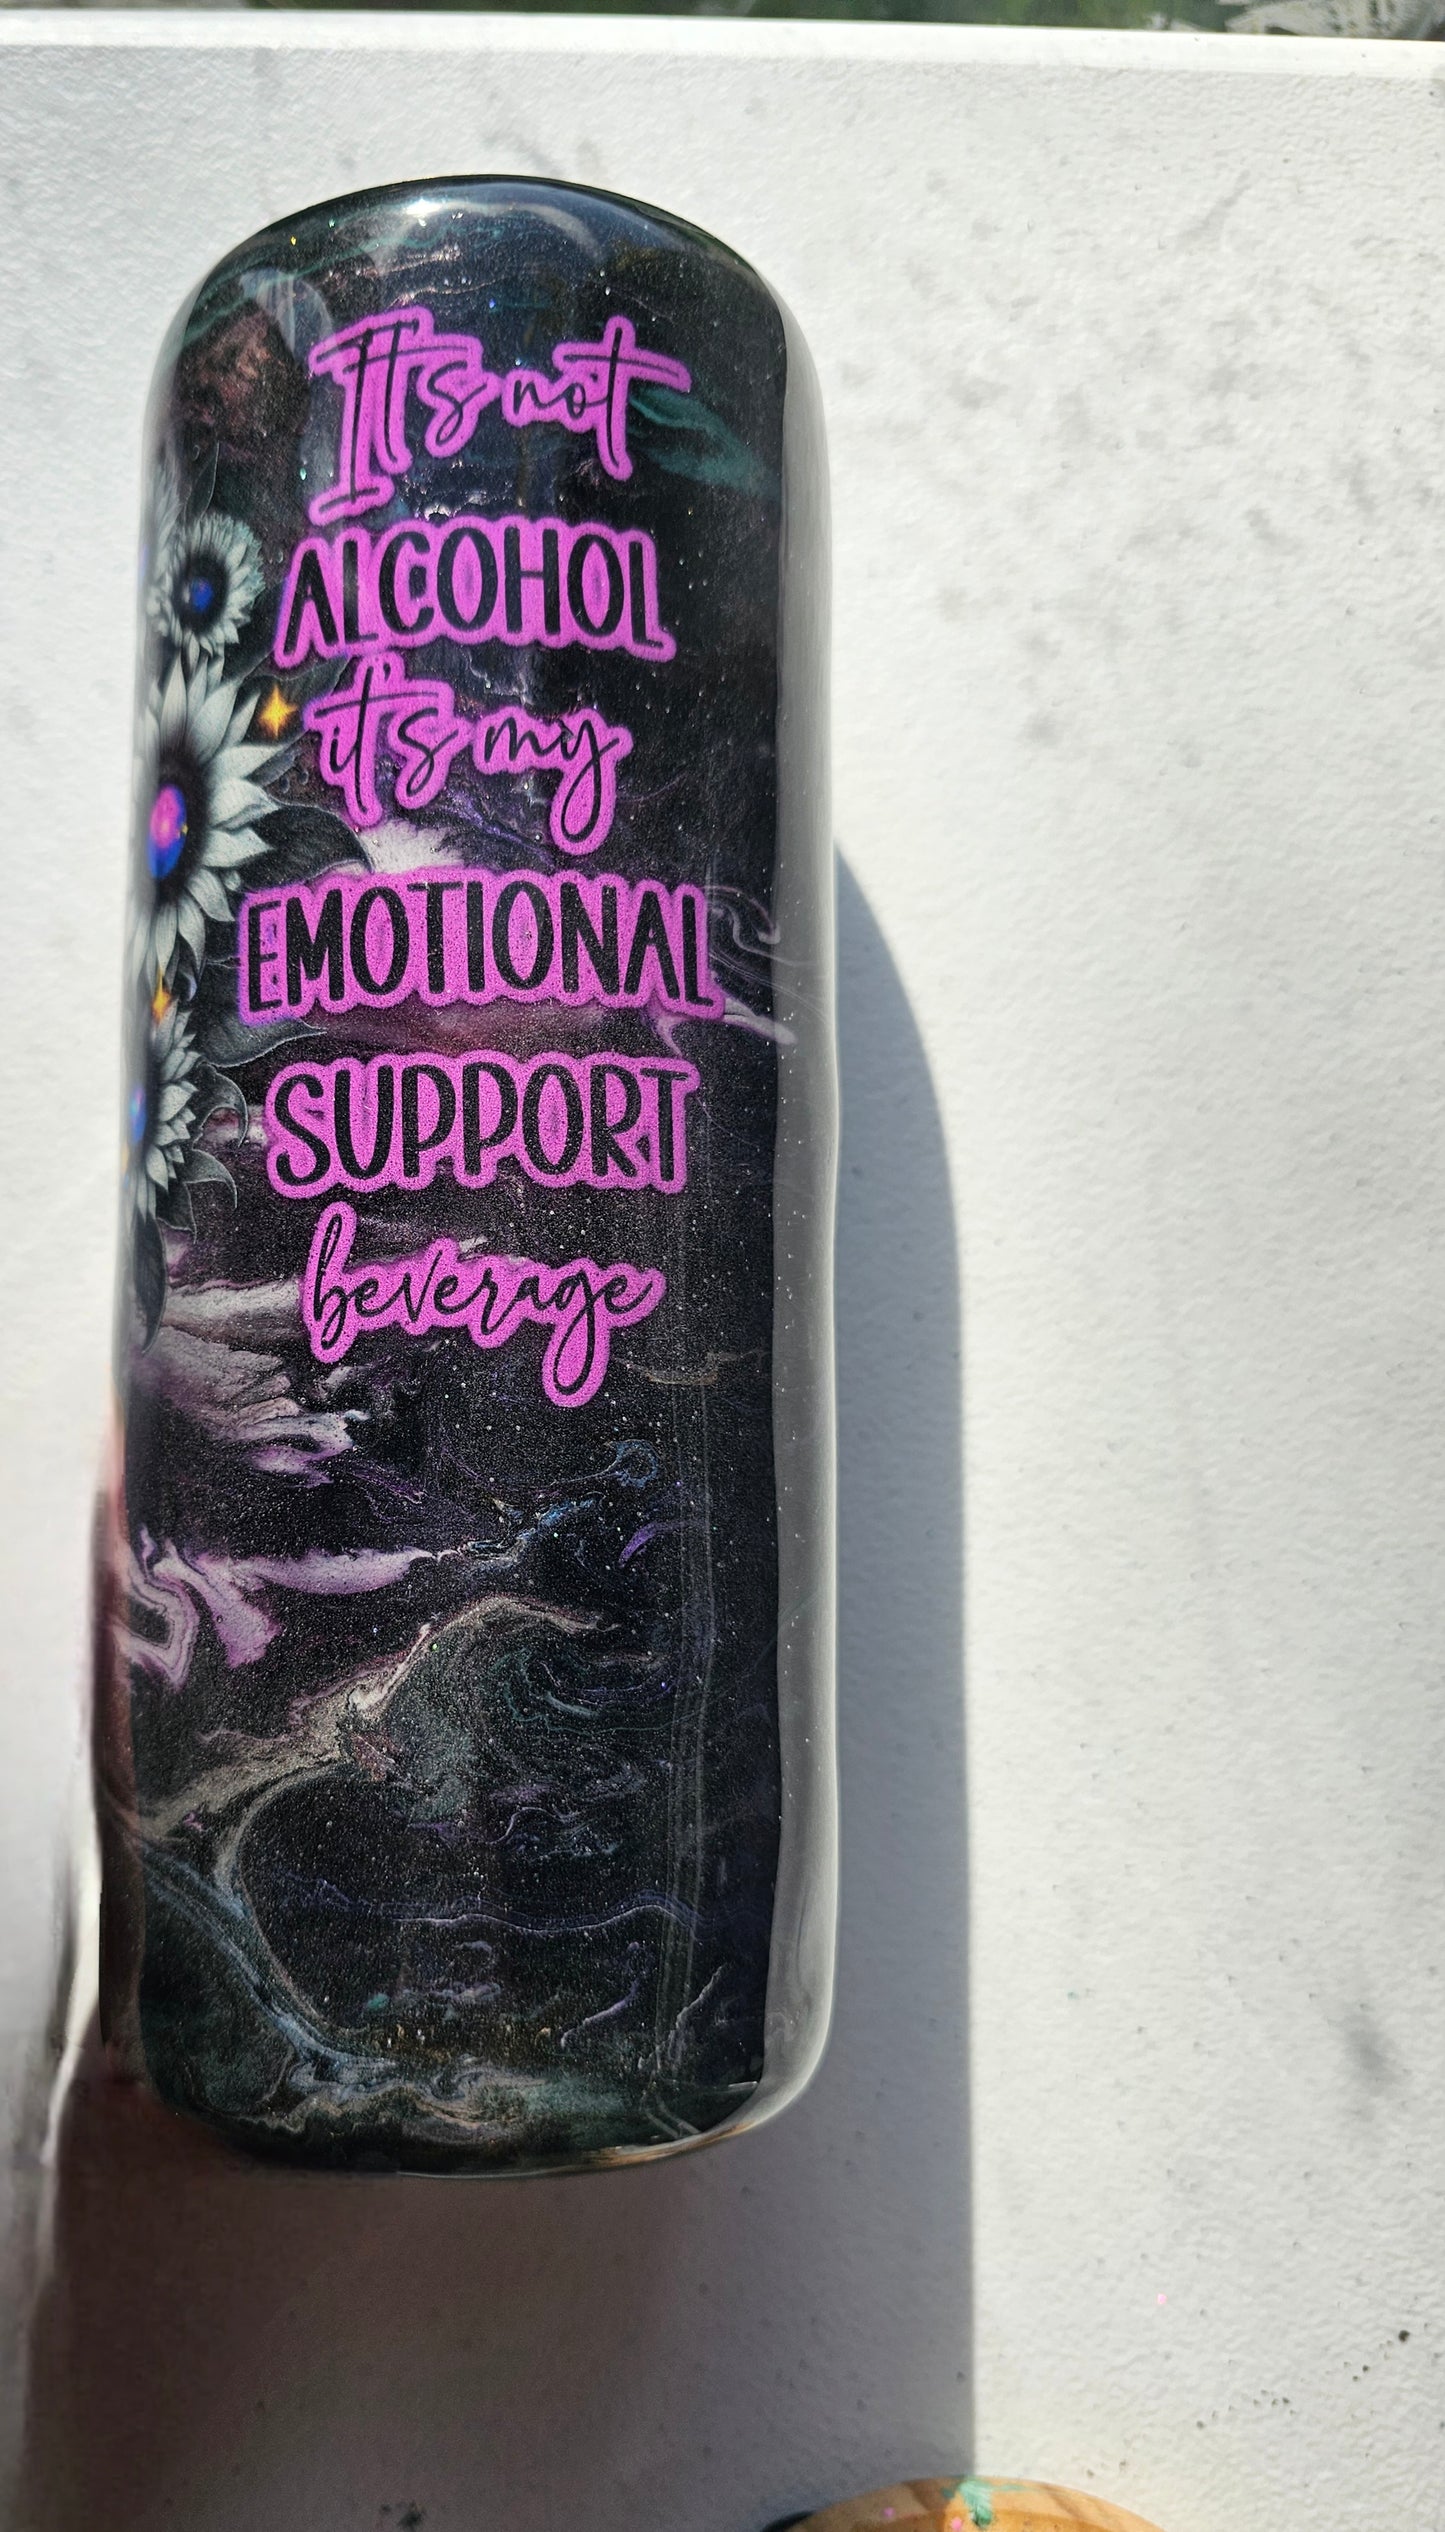 It's not
ALCOHOL
it's my
EMOTIONAL
SUPPORT
beverage